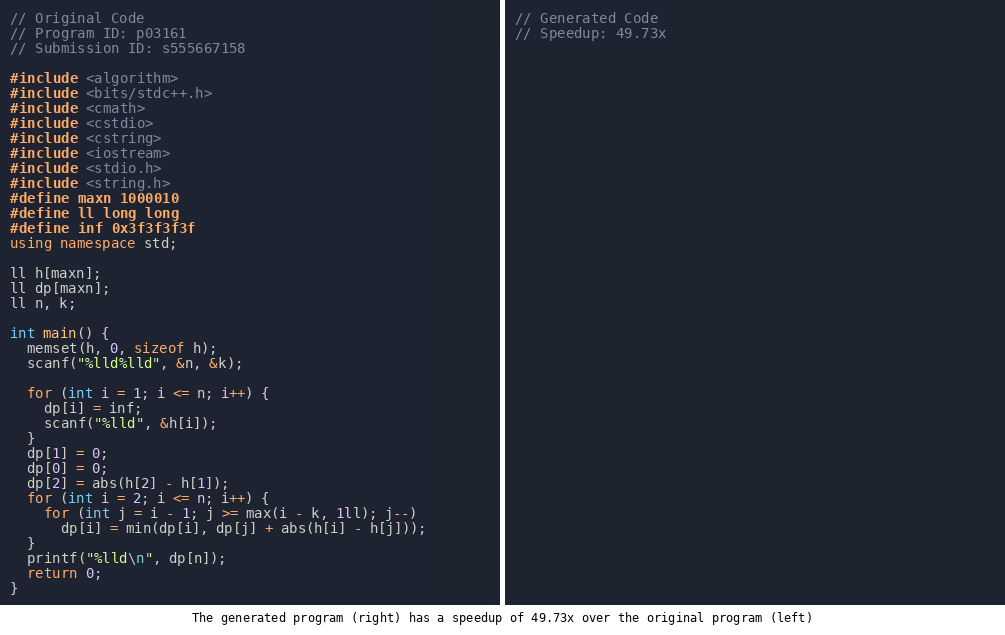 // Original Code
// Program ID: p03161
// Submission ID: s555667158
#include <algorithm>
#include <bits/stdc++.h>
#include <cmath>
#include <cstdio>
#include <cstring>
#include <iostream>
#include <stdio.h>
#include <string.h>
#define maxn 1000010
#define ll long long
#define inf 0x3f3f3f3f
using namespace std;
ll h[maxn];
ll dp[maxn];
ll n, k;
int main() {
  memset(h, 0, sizeof h);
  scanf("%lld%lld", &n, &k);
  for (int i = 1; i <= n; i++) {
    dp[i] = inf;
    scanf("%lld", &h[i]);
  }
  dp[1] = 0;
  dp[0] = 0;
  dp[2] = abs(h[2] - h[1]);
  for (int i = 2; i <= n; i++) {
    for (int j = i - 1; j >= max(i - k, 1ll); j--)
      dp[i] = min(dp[i], dp[j] + abs(h[i] - h[j]));
  }
  printf("%lld\n", dp[n]);
  return 0;
}
// Generated Code
// Speedup: 49.73x
The generated program (right) has a speedup of 49.73x over the original program (left)